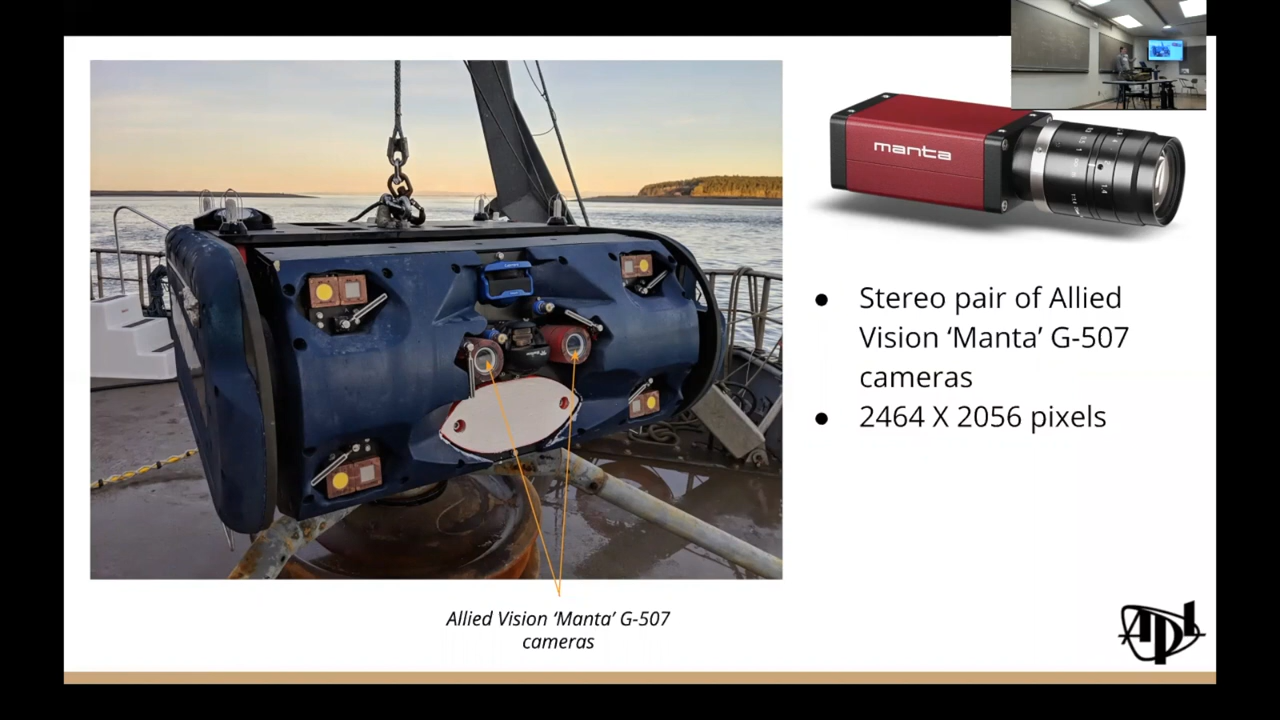 manta
● Stereo pair of Allied
Vision ‘Manta’ G-507
cameras
● 2464 X 2056 pixels
Allied Vision ‘Manta’ G-507
cameras
APL